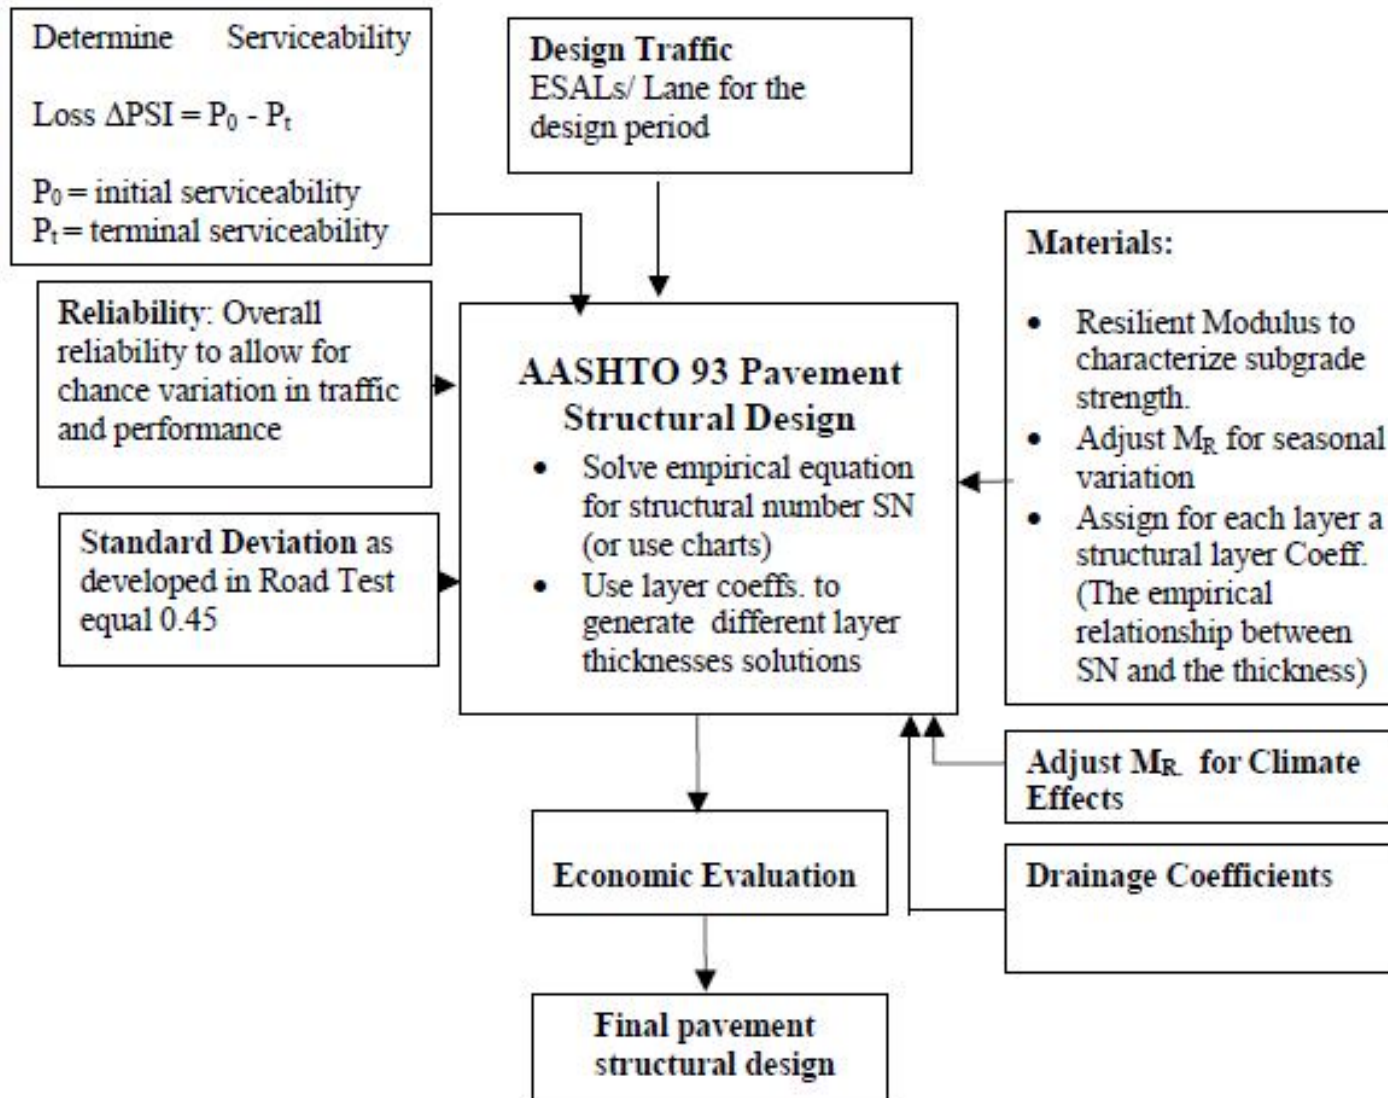 Determine Serviceability
Loss ΔPSI = P₀ - Pₜ
P₀ = initial serviceability
Pₜ = terminal serviceability
Design Traffic
ESALs/ Lane for the
design period
Reliability: Overall
reliability to allow for
chance variation in traffic
and performance
Standard Deviation as
developed in Road Test
equal 0.45
AASHTO 93 Pavement
Structural Design
• Solve empirical equation
for structural number SN
(or use charts)
• Use layer coeffs. to
generate different layer
thicknesses solutions
Materials:
• Resilient Modulus to
characterize subgrade
strength.
• Adjust M_R for seasonal
variation
• Assign for each layer a
structural layer Coeff.
(The empirical
relationship between
SN and the thickness)
Adjust M_R. for Climate
Effects
Drainage Coefficients
Economic Evaluation
Final pavement
structural design